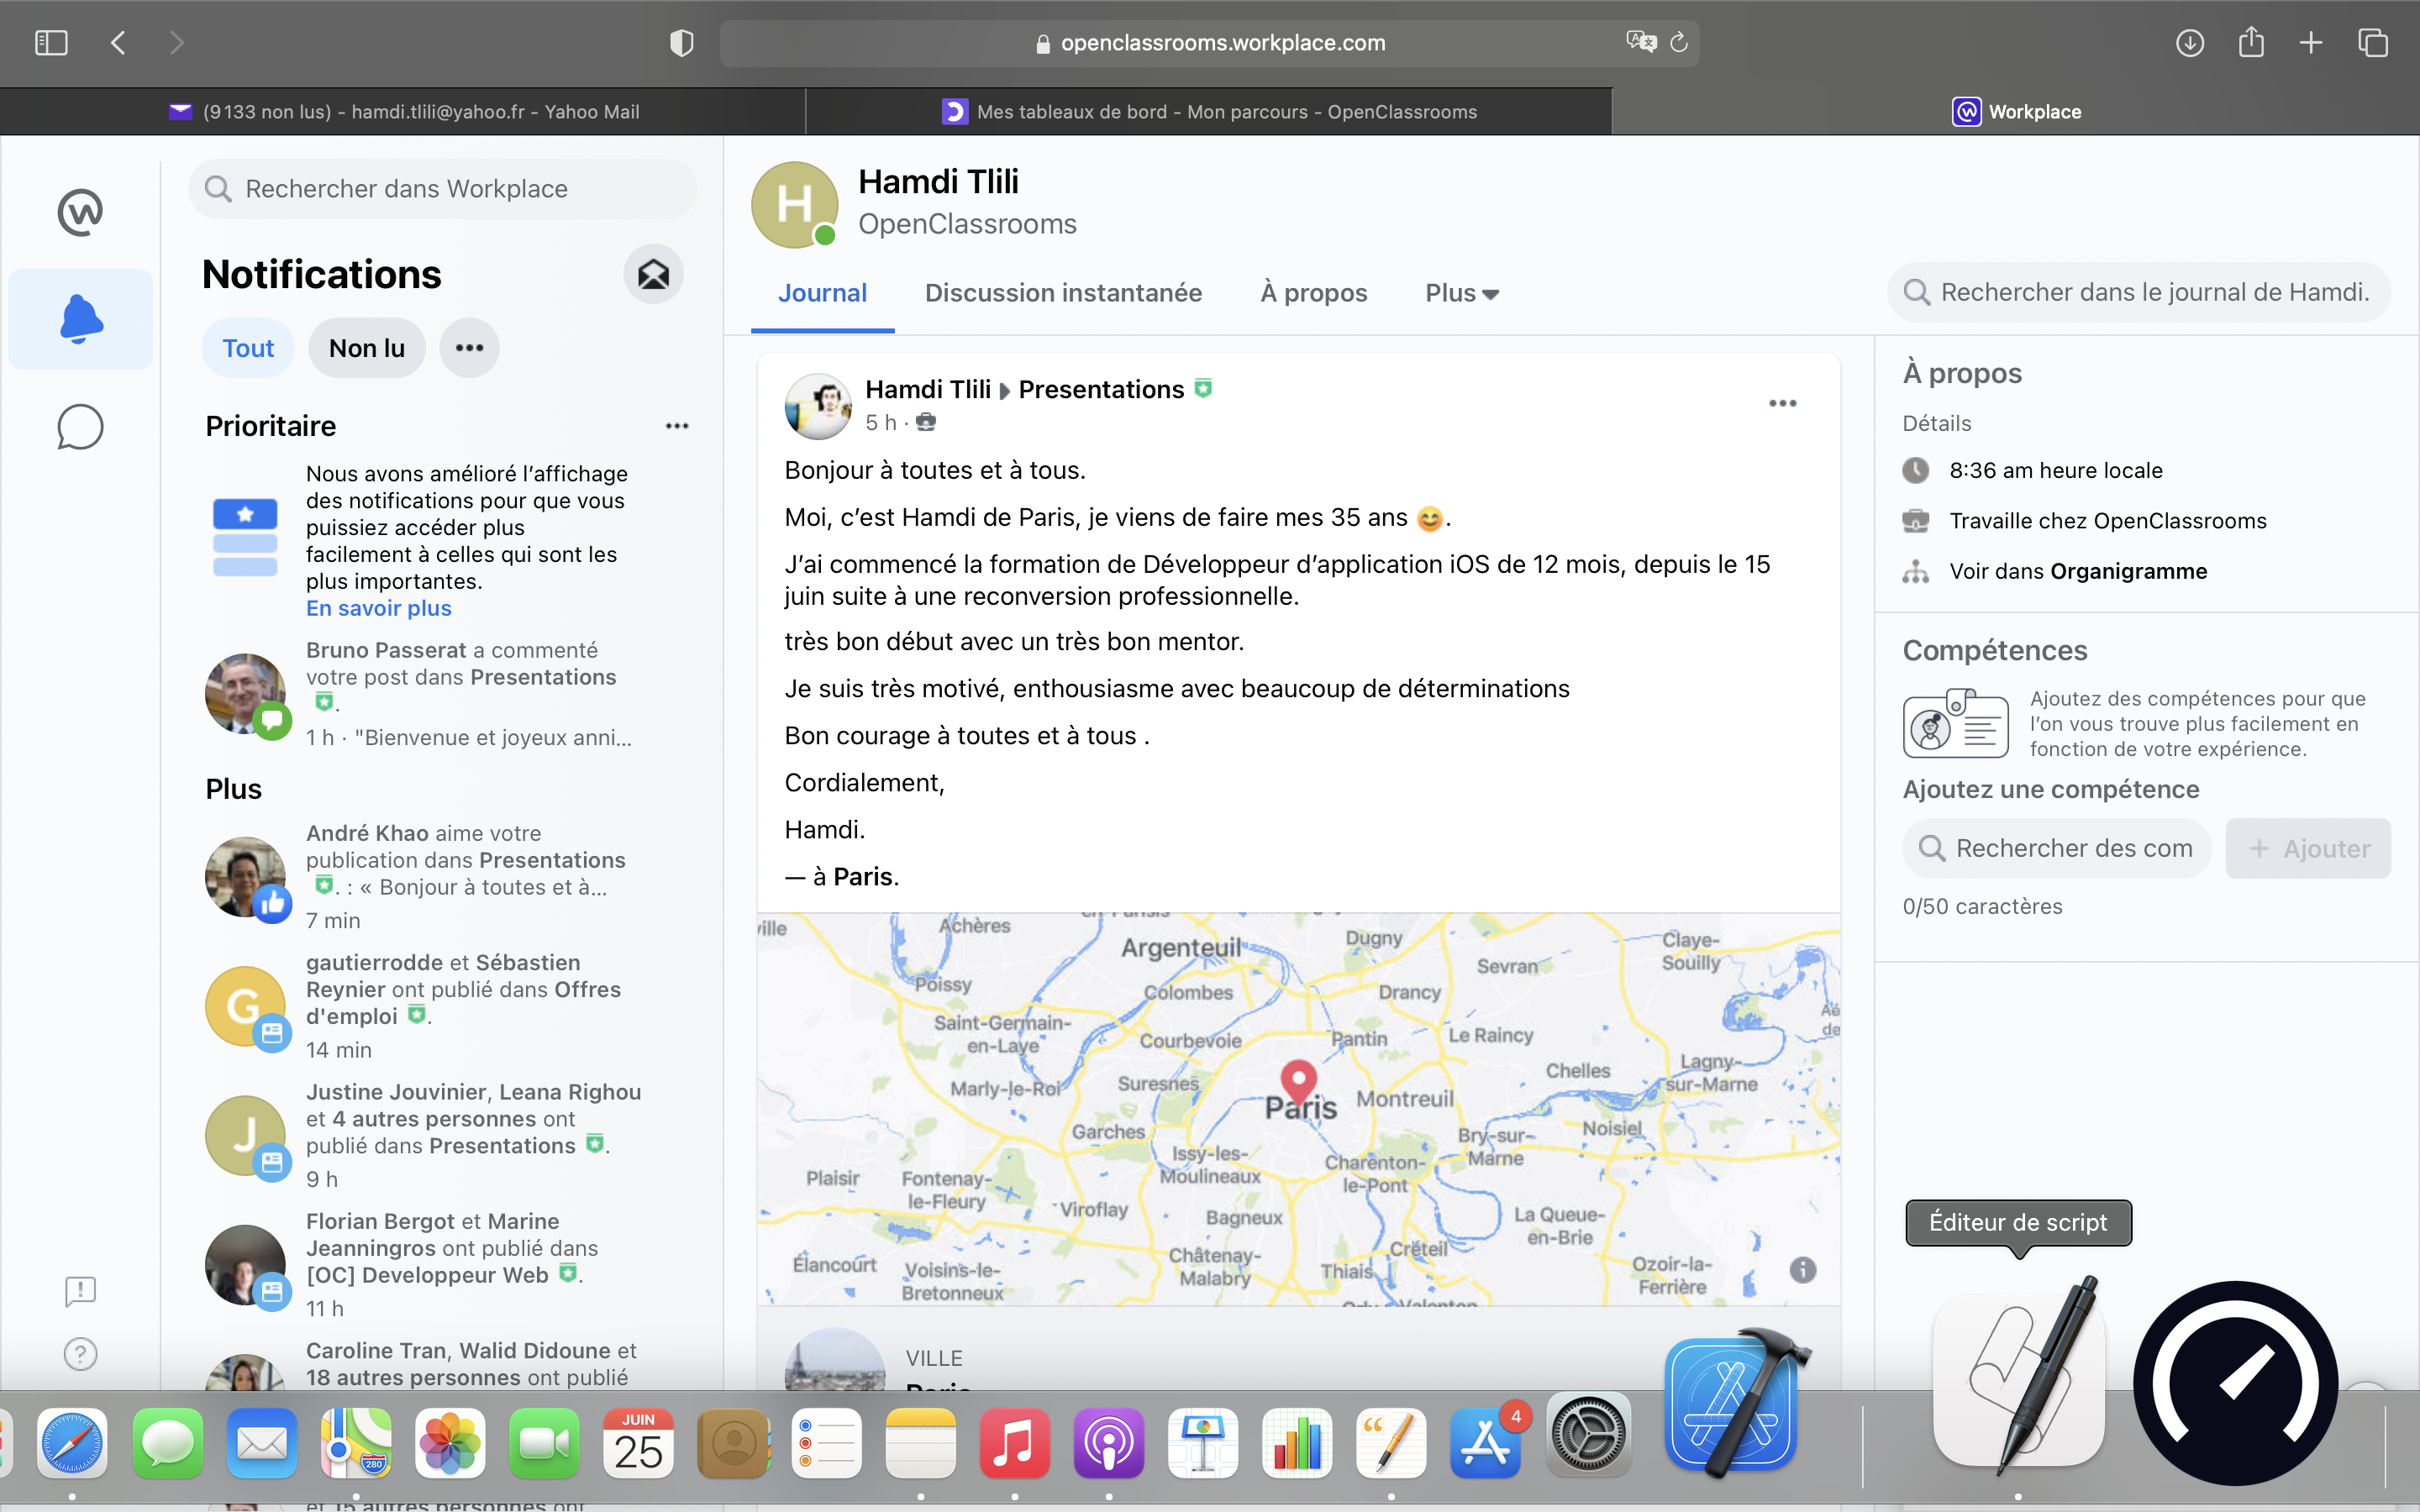 openclassrooms.workplace.com
(9 133 non lus) - hamdi.tlili@yahoo.fr - Yahoo Mail
Mes tableaux de bord - Mon parcours - OpenClassrooms
Workplace
Rechercher dans Workplace
Notifications
Tout
Non lu
Prioritaire
Nous avons amélioré l’affichage
des notifications pour que vous
puissiez accéder plus
facilement à celles qui sont les
plus importantes.
En savoir plus
Bruno Passerat a commenté
votre post dans Presentations
.
1 h · "Bienvenue et joyeux anni...
Plus
André Khao aime votre
publication dans Presentations
. : « Bonjour à toutes et à...
7 min
G
gautierrodde et Sébastien
Reynier ont publié dans Offres
d'emploi .
14 min
J
Justine Jouvinier, Leana Righou
et 4 autres personnes ont
publié dans Presentations .
9 h
Florian Bergot et Marine
Jeanningros ont publié dans
[OC] Developpeur Web .
11 h
Caroline Tran, Walid Didoune et
18 autres personnes ont publié
et 15 autres personnes ont
H
Hamdi Tlili
OpenClassrooms
Journal
Discussion instantanée
À propos
Plus
Rechercher dans le journal de Hamdi.
Hamdi Tlili Presentations
5 h ·
Bonjour à toutes et à tous.
Moi, c’est Hamdi de Paris, je viens de faire mes 35 ans 😊.
J’ai commencé la formation de Développeur d’application iOS de 12 mois, depuis le 15
juin suite à une reconversion professionnelle.
très bon début avec un très bon mentor.
Je suis très motivé, enthousiasme avec beaucoup de déterminations
Bon courage à toutes et à tous .
Cordialement,
Hamdi.
— à Paris.
ville
Achères
Argenteuil
Dugny
Claye-
Souilly
Sevran
Poissy
Colombes
Drancy
Saint-Germain-
en-Laye
Courbevoie
Pantin
Le Raincy
Chelles
Lagny-
sur-Marne
Marly-le-Roi
Suresnes
Paris
Montreuil
Garches
Bry-sur-
Marne
Noisiel
Issy-les-
Moulineaux
Charenton-
le-Pont
Plaisir
Fontenay-
le-Fleury
Viroflay
Bagneux
La Queue-
en-Brie
Élancourt
Voisins-le-
Bretonneux
Châtenay-
Malabry
Créteil
Thiais
Ozoir-la-
Ferrière
Valenton
VILLE
Paris
À propos
Détails
8:36 am heure locale
Travaille chez OpenClassrooms
Voir dans Organigramme
Compétences
Ajoutez des compétences pour que
l’on vous trouve plus facilement en
fonction de votre expérience.
Ajoutez une compétence
Rechercher des com
+ Ajouter
0/50 caractères
Éditeur de script
280
JUIN
25
4